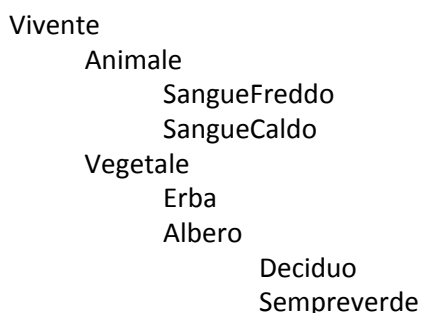 Vivente
Animale
SangueFreddo
SangueCaldo
Vegetale
Erba
Albero
Deciduo
Sempreverde